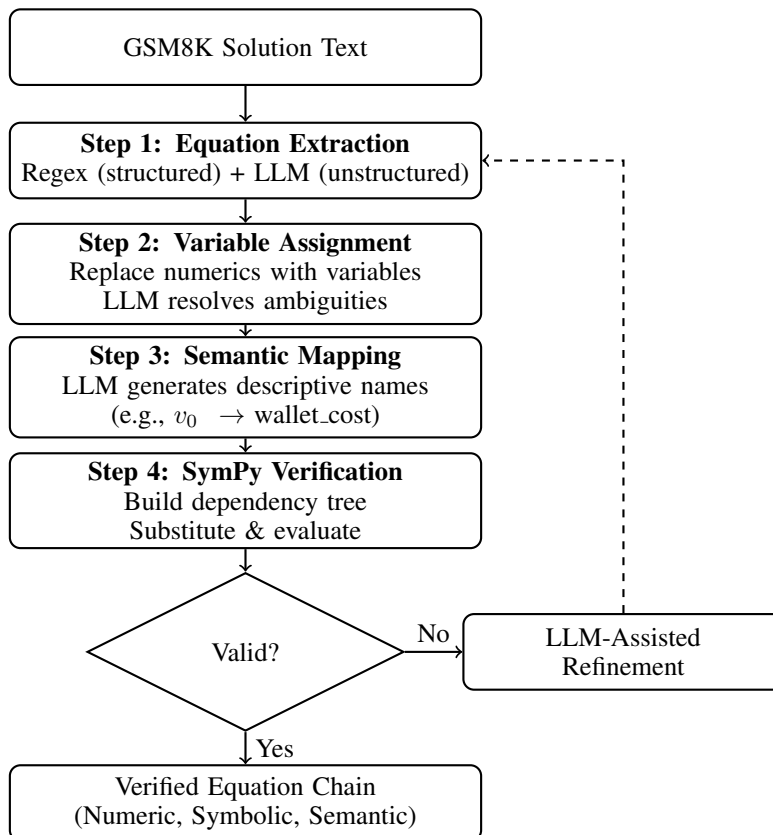 GSM8K Solution Text
Step 1: Equation Extraction
Regex (structured) + LLM (unstructured)
Step 2: Variable Assignment
Replace numerics with variables
LLM resolves ambiguities
Step 3: Semantic Mapping
LLM generates descriptive names
(e.g., v₀ → wallet_cost)
Step 4: SymPy Verification
Build dependency tree
Substitute & evaluate
Valid?
No
LLM-Assisted
Refinement
Yes
Verified Equation Chain
(Numeric, Symbolic, Semantic)